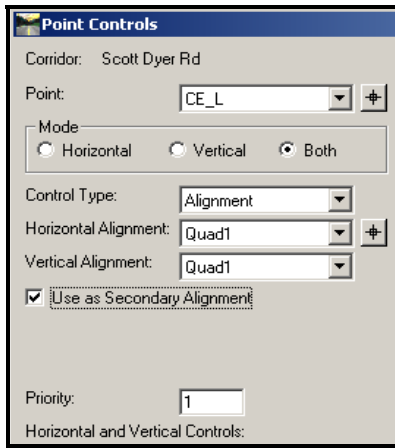 Point Controls
Corridor: Scott Dyer Rd
Point: CE_L
Mode
Horizontal Vertical Both
Control Type: Alignment
Horizontal Alignment: Quad1
Vertical Alignment: Quad1
Use as Secondary Alignment
Priority: 1
Horizontal and Vertical Controls: